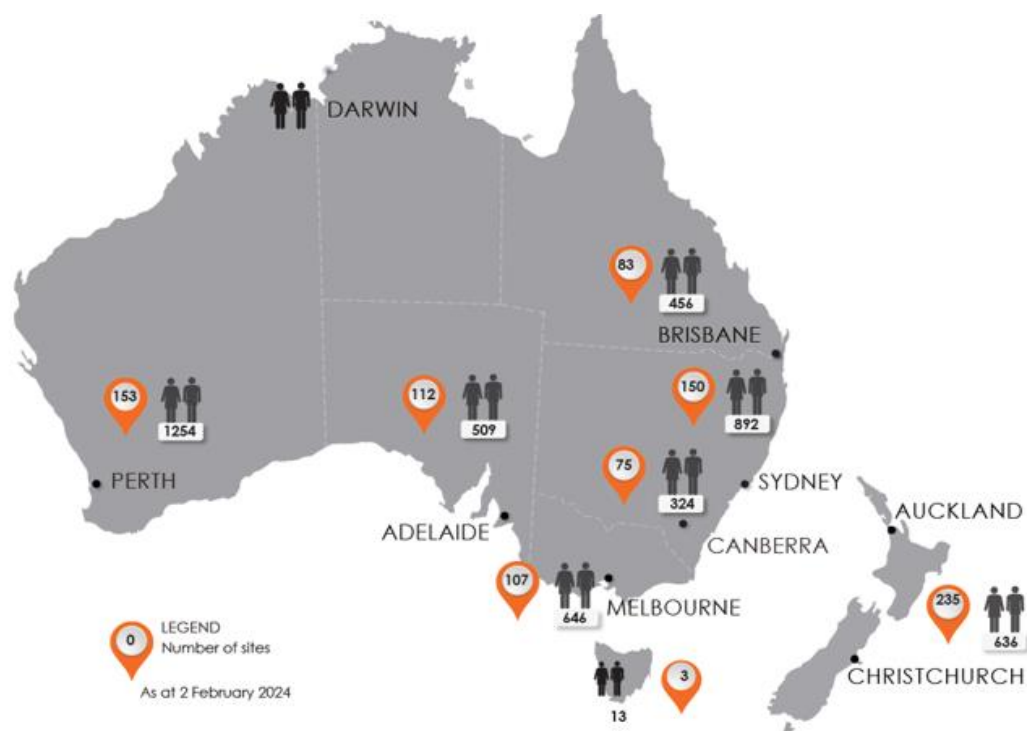 DARWIN
83
456
BRISBANE
153
1254
112
509
150
892
PERTH
75
324
SYDNEY
ADELAIDE
CANBERRA
AUCKLAND
107
646
MELBOURNE
235
636
0
LEGEND
Number of sites
As at 2 February 2024
13
3
CHRISTCHURCH